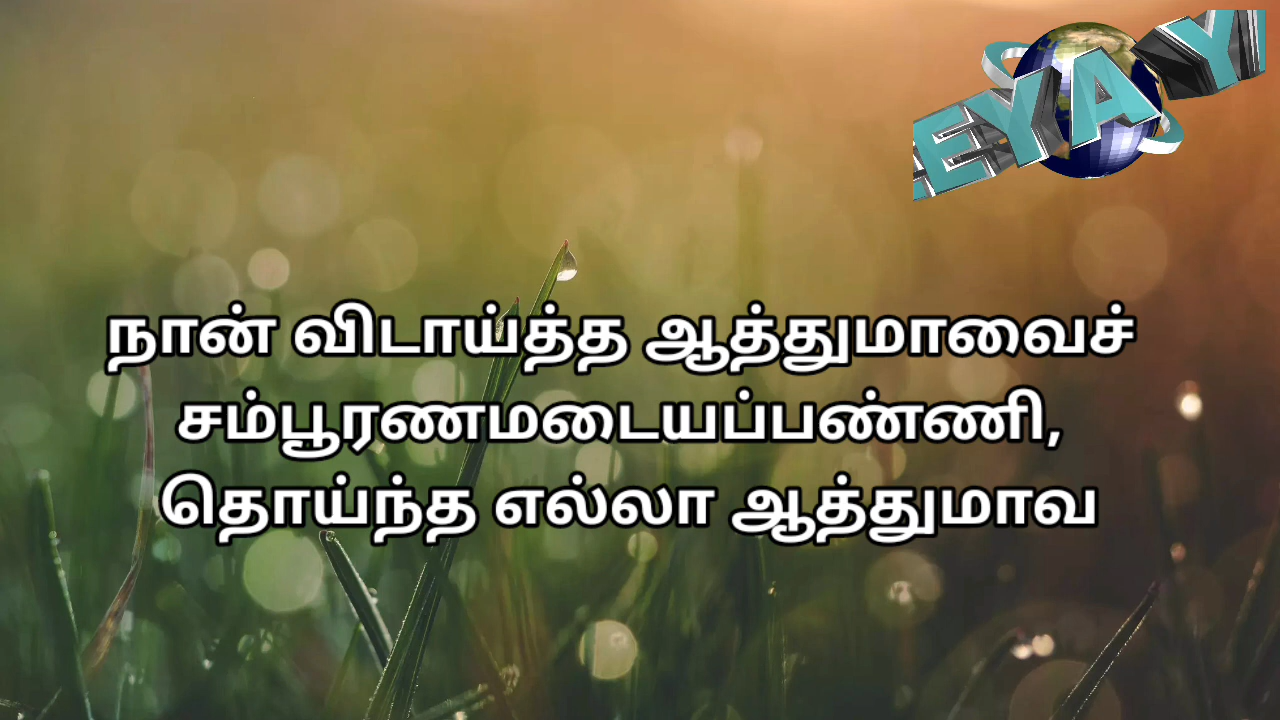 EYAY
நான் விடாய்த்த ஆத்துமாவைச்
சம்பூரணமடையப்பண்ணி,
தொய்ந்த எல்லா ஆத்துமாவ